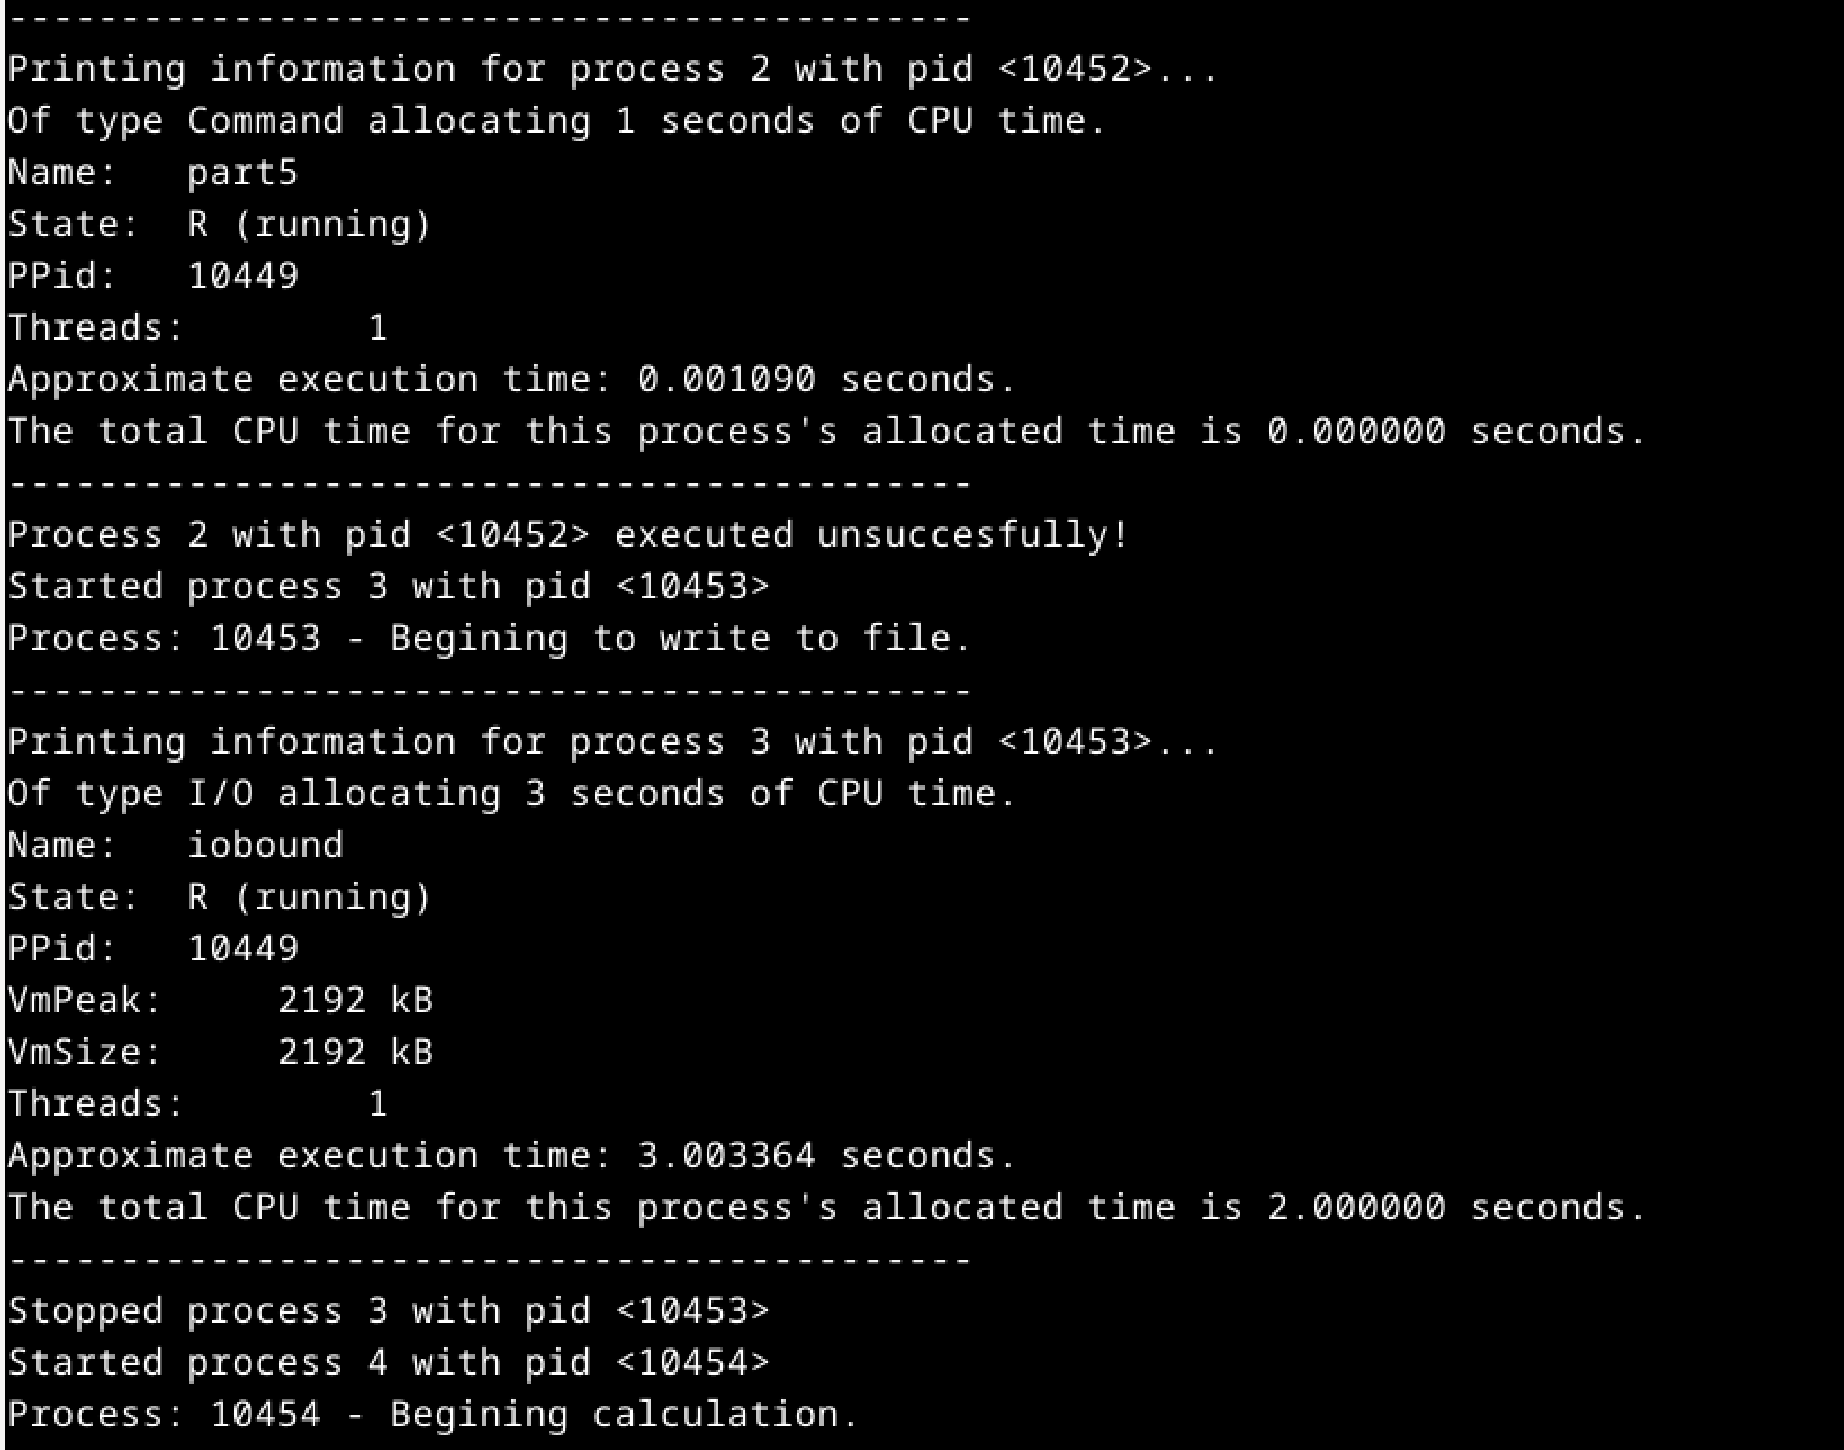 -------------------------------------------
Printing information for process 2 with pid <10452>...
Of type Command allocating 1 seconds of CPU time.
Name:   part5
State:  R (running)
PPid:   10449
Threads:        1
Approximate execution time: 0.001090 seconds.
The total CPU time for this process's allocated time is 0.000000 seconds.
-------------------------------------------
Process 2 with pid <10452> executed unsuccesfully!
Started process 3 with pid <10453>
Process: 10453 - Begining to write to file.
-------------------------------------------
Printing information for process 3 with pid <10453>...
Of type I/O allocating 3 seconds of CPU time.
Name:   iobound
State:  R (running)
PPid:   10449
VmPeak:     2192 kB
VmSize:     2192 kB
Threads:        1
Approximate execution time: 3.003364 seconds.
The total CPU time for this process's allocated time is 2.000000 seconds.
-------------------------------------------
Stopped process 3 with pid <10453>
Started process 4 with pid <10454>
Process: 10454 - Begining calculation.